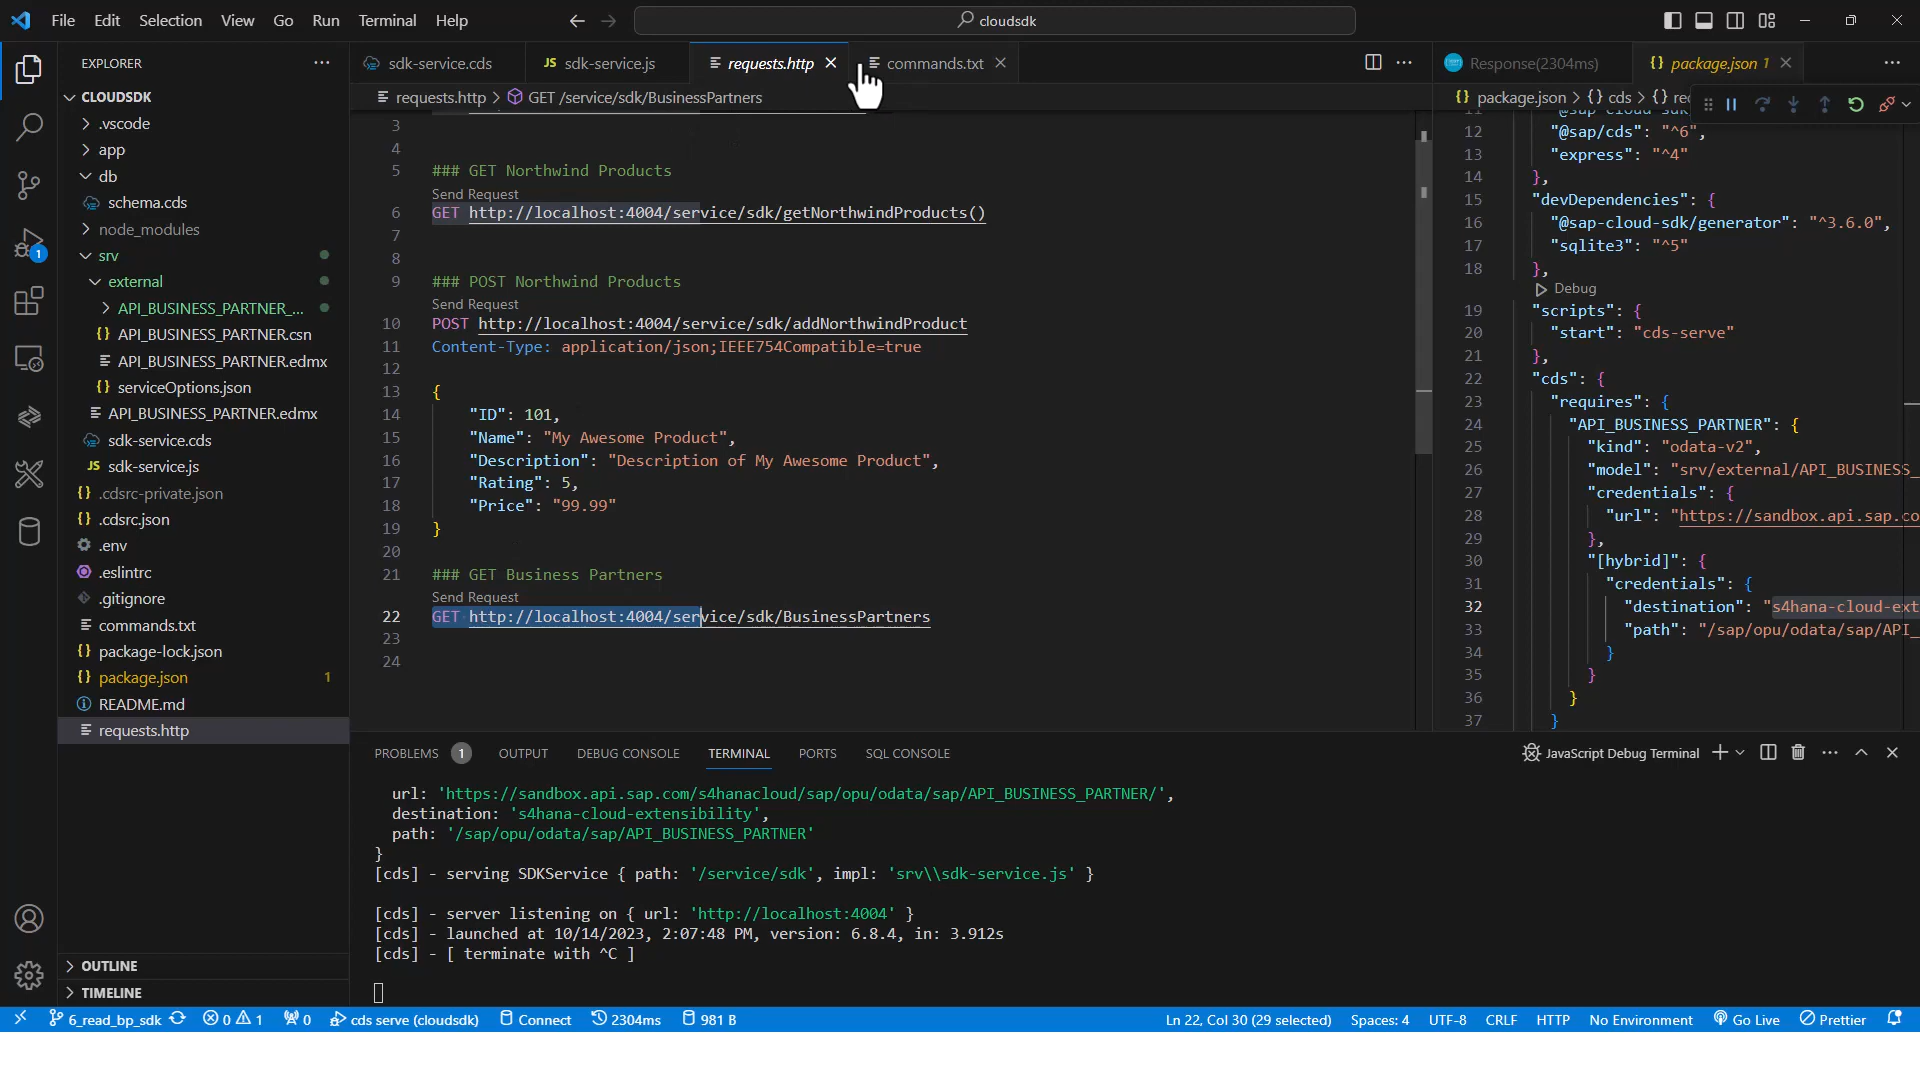 File Edit Selection View Go Run Terminal Help
cloudsdk
EXPLORER
CLOUDSDK
.vscode
app
db
schema.cds
node_modules
srv
external
API_BUSINESS_PARTNER_...
API_BUSINESS_PARTNER.csn
API_BUSINESS_PARTNER.edmx
serviceOptions.json
API_BUSINESS_PARTNER.edmx
sdk-service.cds
JS sdk-service.js
.cdsrc-private.json
.cdsrc.json
.env
.eslintrc
.gitignore
commands.txt
package-lock.json
package.json 1
README.md
requests.http
OUTLINE
TIMELINE
1
sdk-service.cds JS sdk-service.js requests.http commands.txt
requests.http > GET /service/sdk/BusinessPartners
3
4
5 ### GET Northwind Products
Send Request
6 GET http://localhost:4004/service/sdk/getNorthwindProducts()
7
8
9 ### POST Northwind Products
Send Request
10 POST http://localhost:4004/service/sdk/addNorthwindProduct
11 Content-Type: application/json;IEEE754Compatible=true
12
13 {
14 "ID": 101,
15 "Name": "My Awesome Product",
16 "Description": "Description of My Awesome Product",
17 "Rating": 5,
18 "Price": "99.99"
19 }
20
21 ### GET Business Partners
Send Request
22 GET http://localhost:4004/service/sdk/BusinessPartners
23
24
Response(2304ms) {} package.json 1
{} package.json > {} cds > {} re
12 "@sap/cds": "^6",
13 "express": "^4"
14 },
15 "devDependencies": {
16 "@sap-cloud-sdk/generator": "^3.6.0",
17 "sqlite3": "^5"
18 },
Debug
19 "scripts": {
20 "start": "cds-serve"
21 },
22 "cds": {
23 "requires": {
24 "API_BUSINESS_PARTNER": {
25 "kind": "odata-v2",
26 "model": "srv/external/API_BUSINESS_
27 "credentials": {
28 "url": "https://sandbox.api.sap.co
29 },
30 "[hybrid]": {
31 "credentials": {
32 "destination": "s4hana-cloud-ext
33 "path": "/sap/opu/odata/sap/API_
34 }
35 }
36 }
37 }
PROBLEMS 1 OUTPUT DEBUG CONSOLE TERMINAL PORTS SQL CONSOLE
JavaScript Debug Terminal
url: 'https://sandbox.api.sap.com/s4hanacloud/sap/opu/odata/sap/API_BUSINESS_PARTNER/',
destination: 's4hana-cloud-extensibility',
path: '/sap/opu/odata/sap/API_BUSINESS_PARTNER'
}
[cds] - serving SDKService { path: '/service/sdk', impl: 'srv\\sdk-service.js' }
[cds] - server listening on { url: 'http://localhost:4004' }
[cds] - launched at 10/14/2023, 2:07:48 PM, version: 6.8.4, in: 3.912s
[cds] - [ terminate with ^C ]
6_read_bp_sdk 0 1 0 cds serve (cloudsdk) Connect 2304ms 981 B Ln 22, Col 30 (29 selected) Spaces: 4 UTF-8 CRLF HTTP No Environment Go Live Prettier